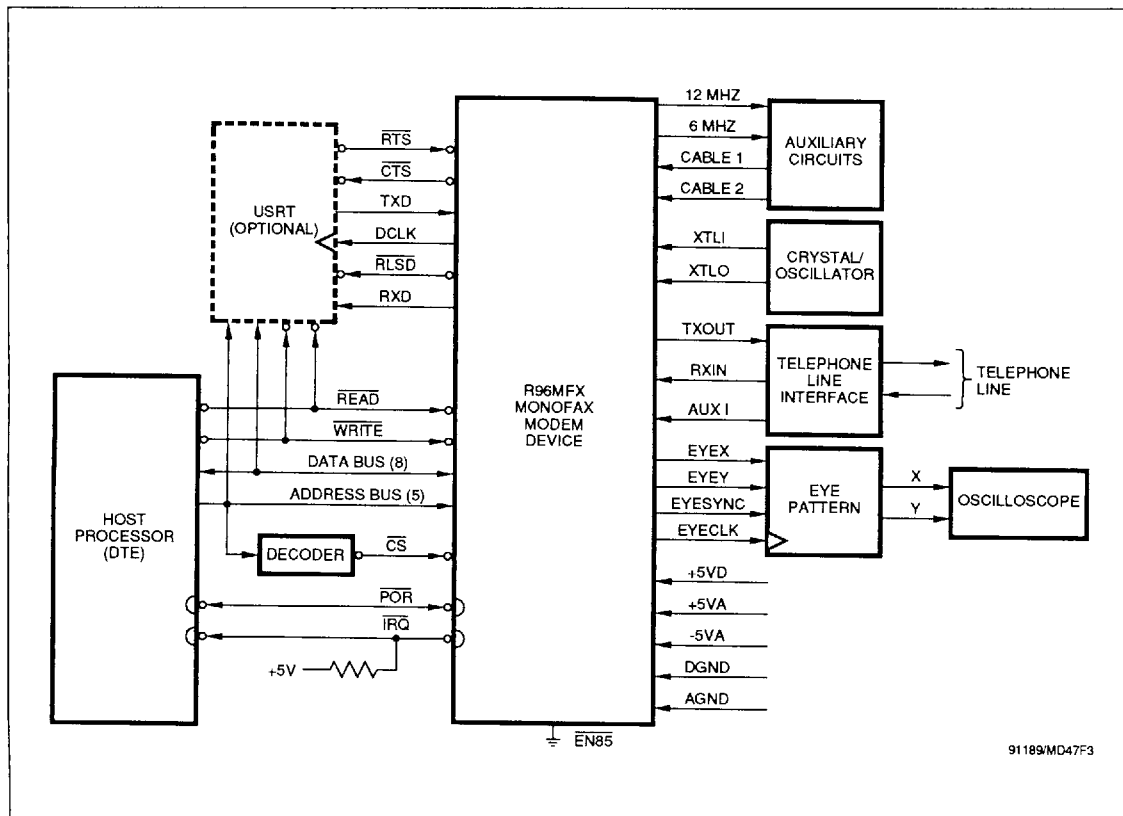 USRT
(OPTIONAL)
RTS
CTS
TXD
DCLK
RLSD
RXD
HOST
PROCESSOR
(DTE)
READ
WRITE
DATA BUS (8)
ADDRESS BUS (5)
DECODER
CS
POR
IRQ
+5V
R96MFX
MONOFAX
MODEM
DEVICE
EN85
12 MHZ
6 MHZ
CABLE 1
CABLE 2
AUXILIARY
CIRCUITS
XTLI
XTLO
CRYSTAL/
OSCILLATOR
TXOUT
RXIN
AUX I
TELEPHONE
LINE
INTERFACE
TELEPHONE
LINE
EYEX
EYEY
EYESYNC
EYECLK
EYE
PATTERN
X
Y
OSCILLOSCOPE
+5VD
+5VA
-5VA
DGND
AGND
91189/MD47F3